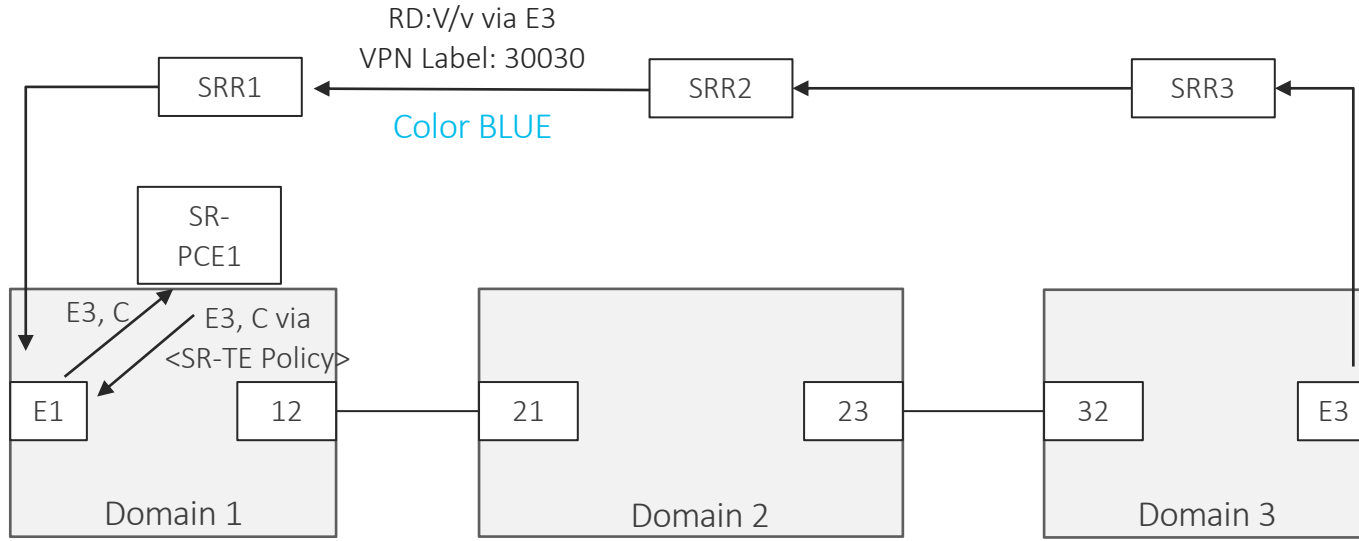 RD:V/v via E3
VPN Label: 30030
SRR1
SRR2
SRR3
Color BLUE
SR-
PCE1
E3, C
E3, C via
<SR-TE Policy>
E1
12
21
23
32
E3
Domain 1
Domain 2
Domain 3